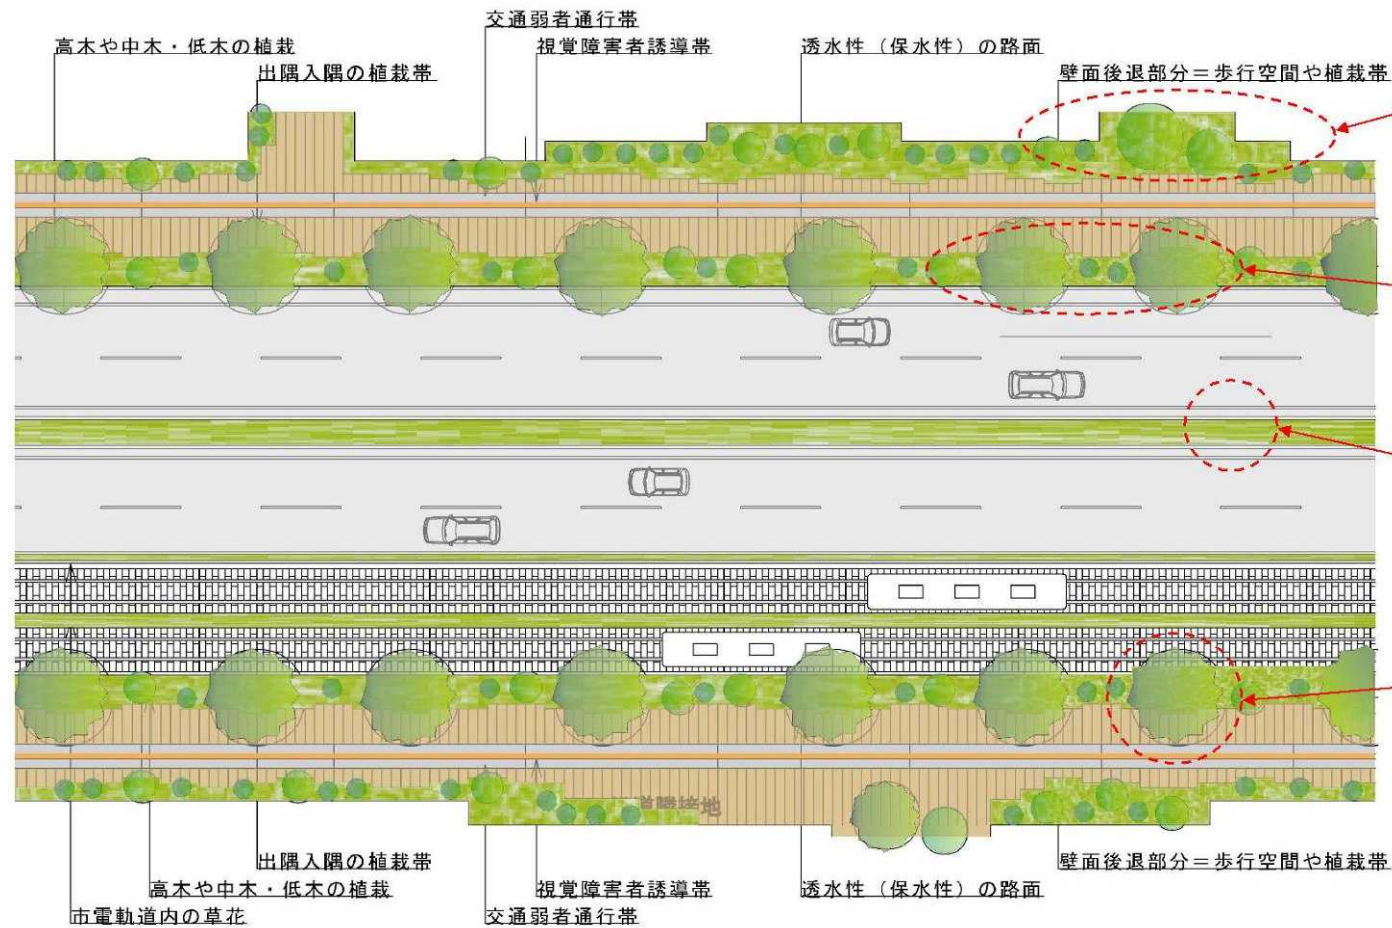 交通弱者通行帯
高木や中木・低木の植栽
視覚障害者誘導帯
透水性（保水性）の路面
出隅入隅の植栽帯
壁面後退部分＝歩行空間や植栽帯
隣接地
出隅入隅の植栽帯
視覚障害者誘導帯
透水性（保水性）の路面
壁面後退部分＝歩行空間や植栽帯
高木や中木・低木の植栽
市電軌道内の草花
交通弱者通行帯